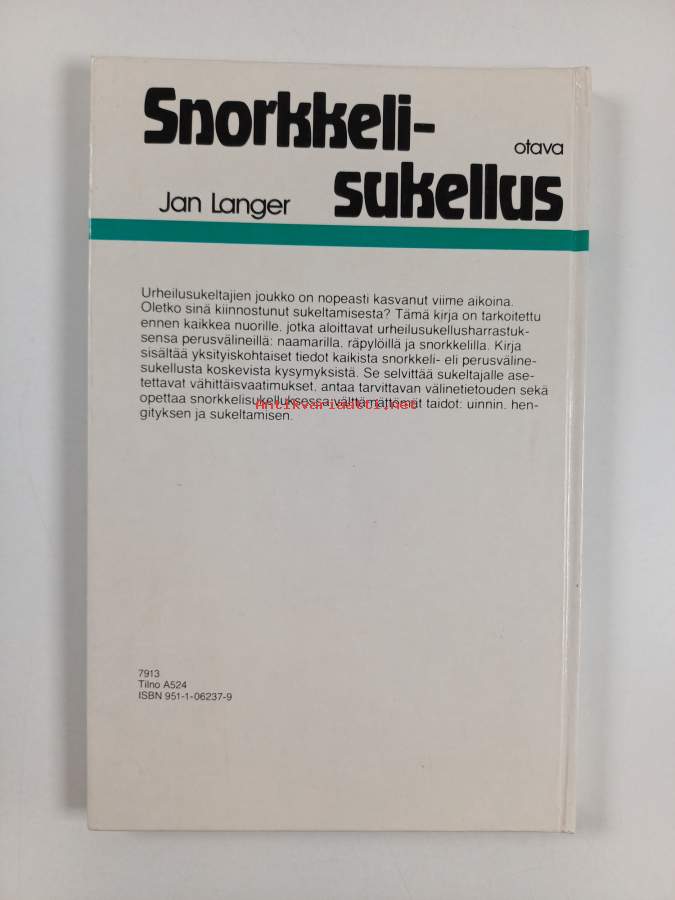 Snorkkeli-
otava
Jan Langer
sukellus
Urheilusukeltajien joukko on nopeasti kasvanut viime aikoina.
Oletko sinä kiinnostunut sukeltamisesta? Tämä kirja on tarkoitettu
ennen kaikkea nuorille, jotka aloittavat urheilusukellusharrastuk-
sensa perusvälineillä: naamarilla, räpylöillä ja snorkkelilla. Kirja
sisältää yksityiskohtaiset tiedot kaikista snorkkeli- eli perusväline-
sukellusta koskevista kysymyksistä. Se selvittää sukeltajalle ase-
tettavat vähittäisvaatimukset, antaa tarvittavan välinetietouden sekä
opettaa snorkkelisukelluksessa välttämättömät taidot: uinnin, hen-
Antikvariaatti.net
gityksen ja sukeltamisen.
7913
Tilno A524
ISBN 951-1-06237-9